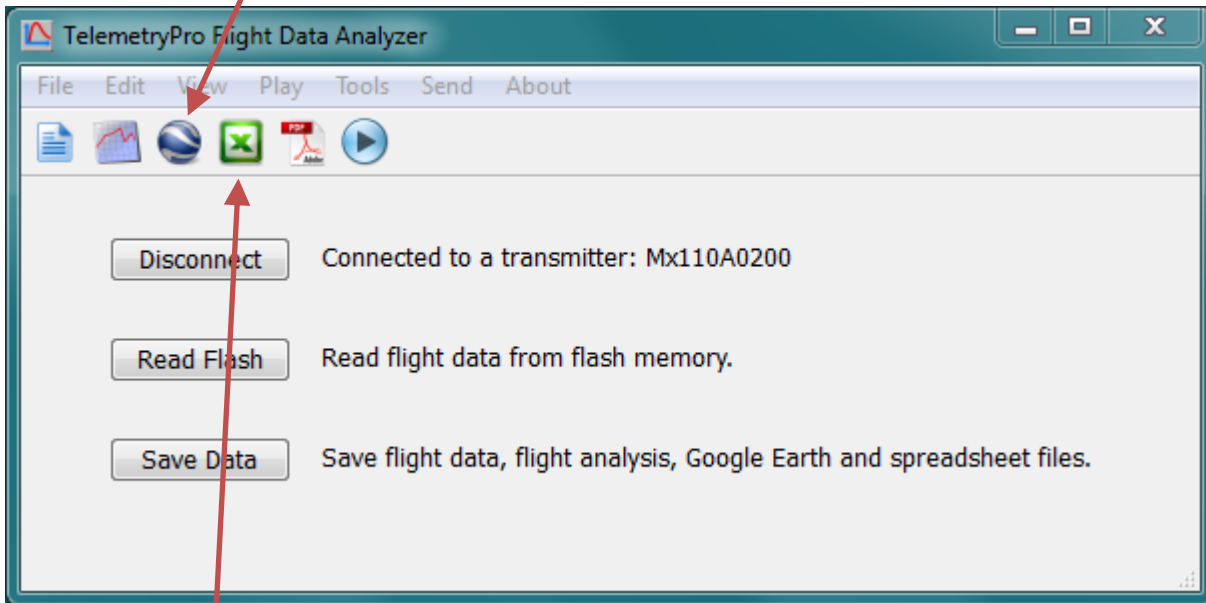 TelemetryPro Flight Data Analyzer
File Edit View Play Tools Send About
PDF
Adobe
Disconnect Connected to a transmitter: Mx110A0200
Read Flash Read flight data from flash memory.
Save Data Save flight data, flight analysis, Google Earth and spreadsheet files.